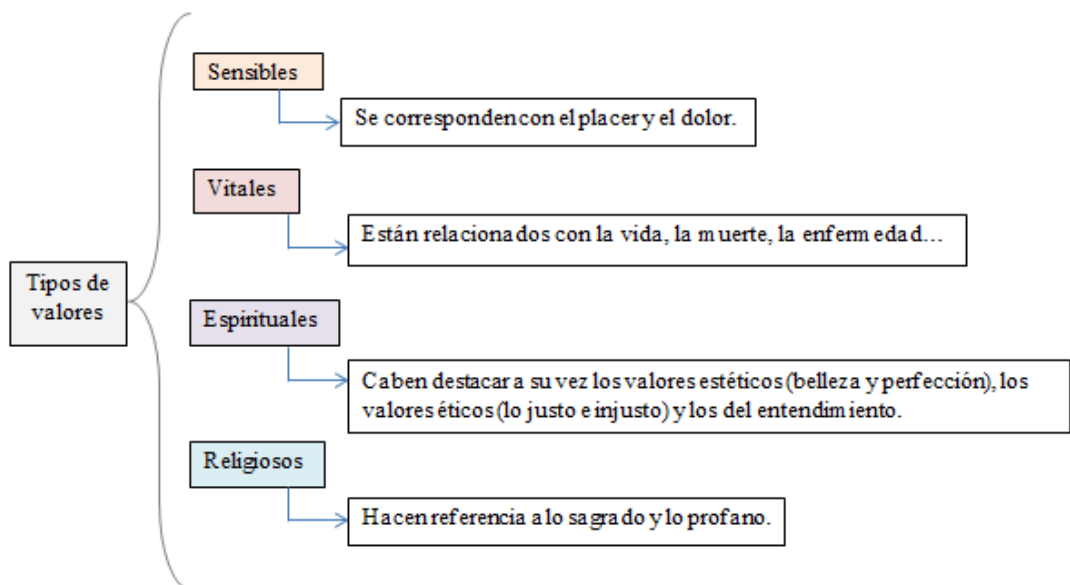 Sensibles
Se corresponden con el placer y el dolor.
Vitales
Están relacionados con la vida, la muerte, la enfermedad…
Tipos de
valores
Espirituales
Caben destacar a su vez los valores estéticos (belleza y perfección), los
valores éticos (lo justo e injusto) y los del entendimiento.
Religiosos
Hacen referencia a lo sagrado y lo profano.